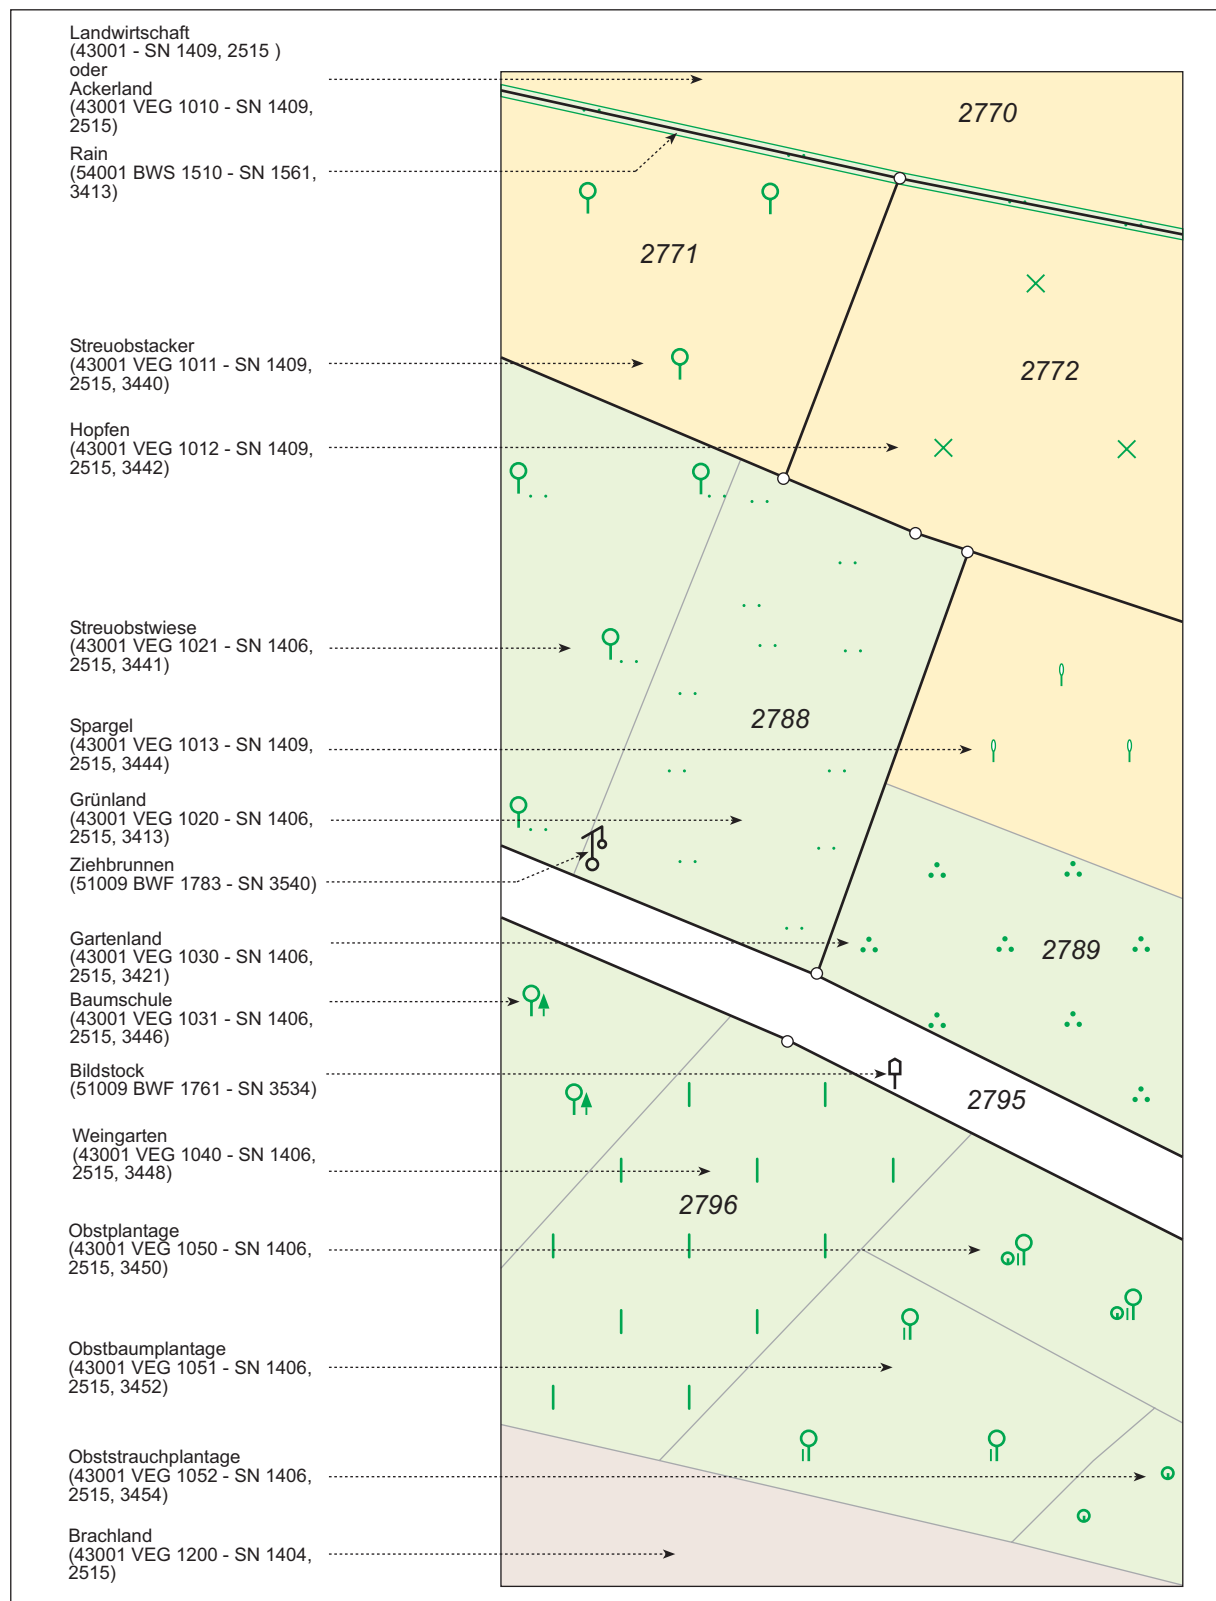 Landwirtschaft
(43001 - SN 1409, 2515 )
oder
Ackerland
(43001 VEG 1010 - SN 1409,
2515)
2770
Rain
(54001 BWS 1510 - SN 1561,
3413)
2771
Streuobstacker
(43001 VEG 1011 - SN 1409,
2515, 3440)
2772
Hopfen
(43001 VEG 1012 - SN 1409,
2515, 3442)
Streuobstwiese
(43001 VEG 1021 - SN 1406,
2515, 3441)
2788
Spargel
(43001 VEG 1013 - SN 1409,
2515, 3444)
Grünland
(43001 VEG 1020 - SN 1406,
2515, 3413)
Ziehbrunnen
(51009 BWF 1783 - SN 3540)
Gartenland
(43001 VEG 1030 - SN 1406,
2515, 3421)
2789
Baumschule
(43001 VEG 1031 - SN 1406,
2515, 3446)
Bildstock
(51009 BWF 1761 - SN 3534)
2795
Weingarten
(43001 VEG 1040 - SN 1406,
2515, 3448)
2796
Obstplantage
(43001 VEG 1050 - SN 1406,
2515, 3450)
Obstbaumplantage
(43001 VEG 1051 - SN 1406,
2515, 3452)
Obststrauchplantage
(43001 VEG 1052 - SN 1406,
2515, 3454)
Brachland
(43001 VEG 1200 - SN 1404,
2515)